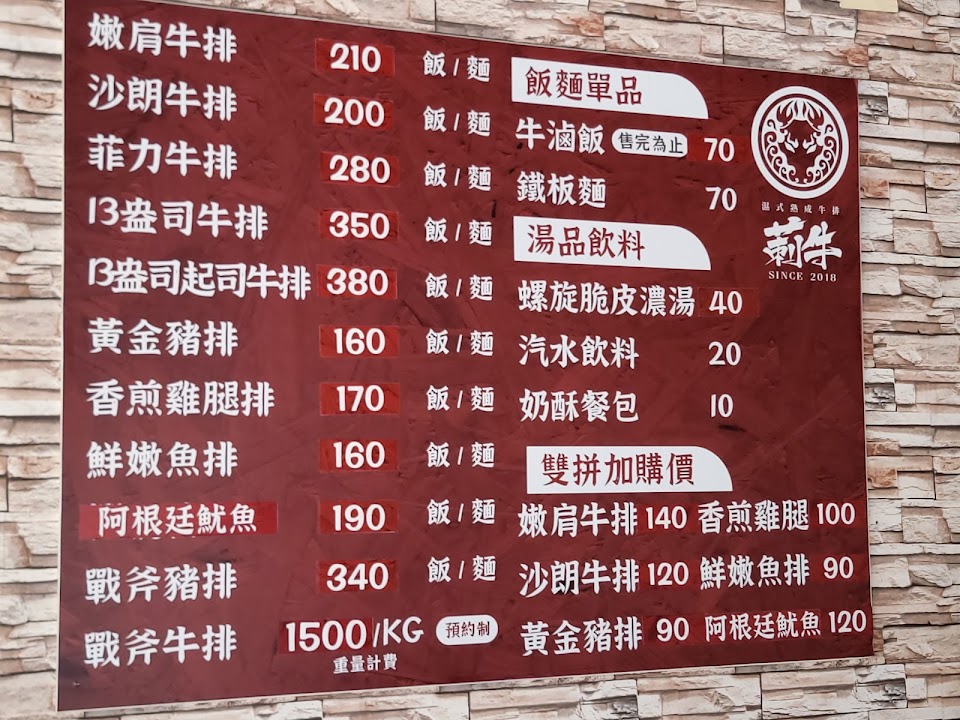 嫩肩牛排 210 飯/麵
沙朗牛排 200 飯/麵
菲力牛排 280 飯/麵
13盎司牛排 350 飯/麵
13盎司起司牛排 380 飯/麵
黃金豬排 160 飯/麵
香煎雞腿排 170 飯/麵
鮮嫩魚排 160 飯/麵
阿根廷魷魚 190 飯/麵
戰斧豬排 340 飯/麵
戰斧牛排 1500/KG 預約制
重量計費
飯麵單品
牛滷飯 售完為止 70
鐵板麵 70
湯品飲料
螺旋脆皮濃湯 40
汽水飲料 20
奶酥餐包 10
雙拼加購價
嫩肩牛排 140 香煎雞腿 100
沙朗牛排 120 鮮嫩魚排 90
黃金豬排 90 阿根廷魷魚 120
濕式熟成牛排
牛
SINCE 2018